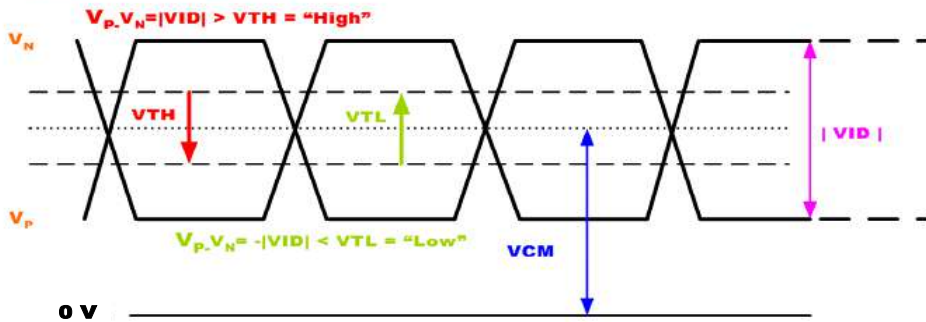 VP-VN=|VID| > VTH = “High”
VN
VTH
VTL
| VID |
VP
VP-VN= -|VID| < VTL = “Low”
VCM
0 V